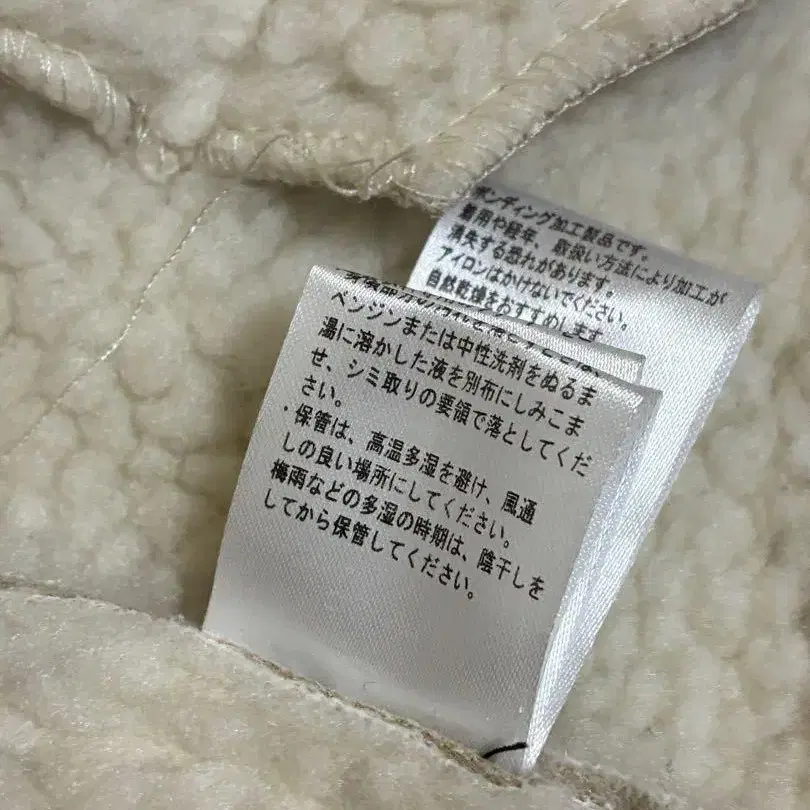 ボンディング加工製品です。
着用や経年、取扱い方法により加工が
消失する恐れがあります。
アイロンはかけないでください。
自然乾燥をおすすめします
ベンジンまたは中性洗剤をぬるま
湯に溶かした液を別布にしみこま
せ、シミ取りの要領で落としてくだ
さい。
・保管は、高温多湿を避け、風通
しの良い場所にしてください。
梅雨などの多湿の時期は、陰干しを
してから保管してください。